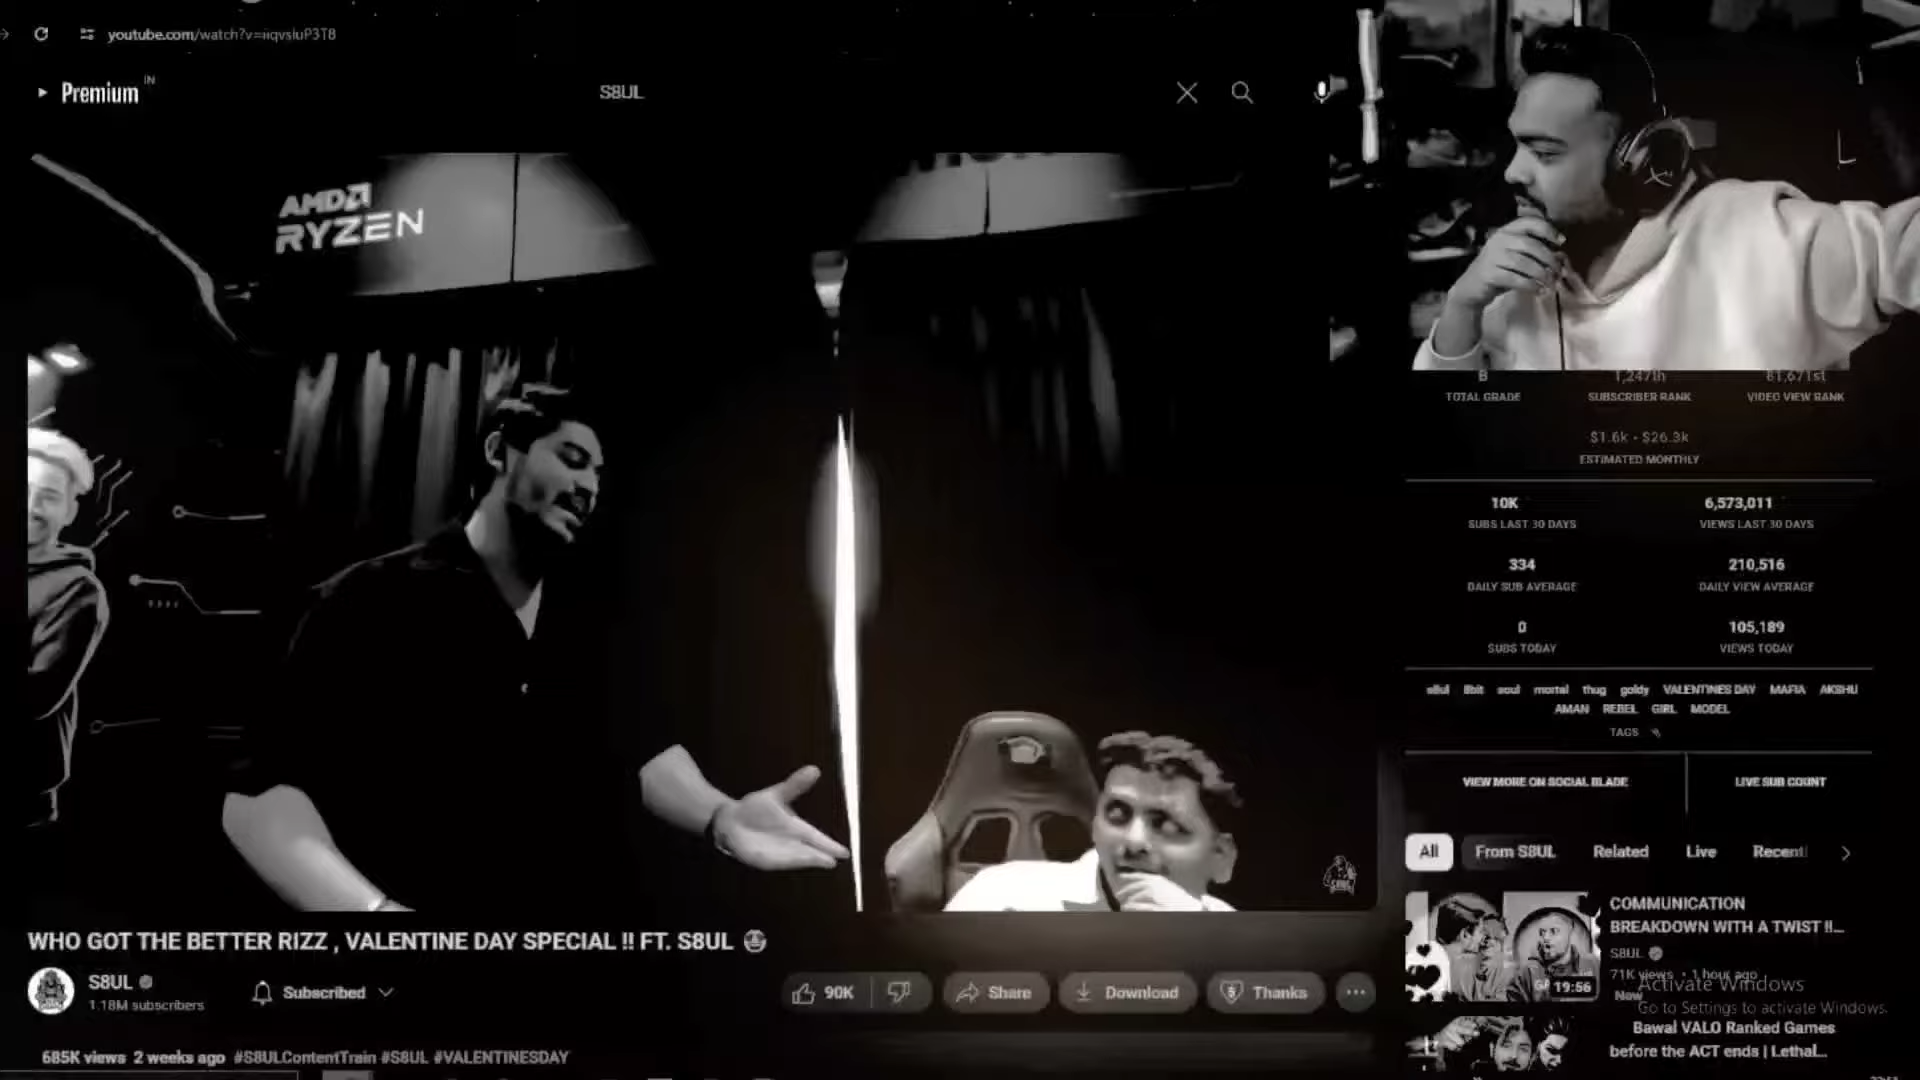 youtube.com/watch?v=iiqvsluP3T8
Premium IN
S8UL
AMD
RYZEN
B
1,247th
81,671st
TOTAL GRADE
SUBSCRIBER RANK
VIDEO VIEW RANK
$1.6k - $26.3k
ESTIMATED MONTHLY
10K
6,573,011
SUBS LAST 30 DAYS
VIEWS LAST 30 DAYS
334
210,516
DAILY SUB AVERAGE
DAILY VIEW AVERAGE
0
105,189
SUBS TODAY
VIEWS TODAY
s8ul 8bit soul mortal thug goldy VALENTINES DAY MAFIA AKSHU
AMAN REBEL GIRL MODEL
TAGS
VIEW MORE ON SOCIAL BLADE
LIVE SUB COUNT
All From S8UL Related Live Recent
COMMUNICATION
BREAKDOWN WITH A TWIST !!...
S8UL
71K views • 1 hour ago
New
19:56
Activate Windows
Go to Settings to activate Windows.
Bawal VALO Ranked Games
before the ACT ends | Lethal...
WHO GOT THE BETTER RIZZ , VALENTINE DAY SPECIAL !! FT. S8UL
S8UL
1.18M subscribers
Subscribed
90K
Share
Download
Thanks
685K views 2 weeks ago #S8ULContentTrain #S8UL #VALENTINESDAY